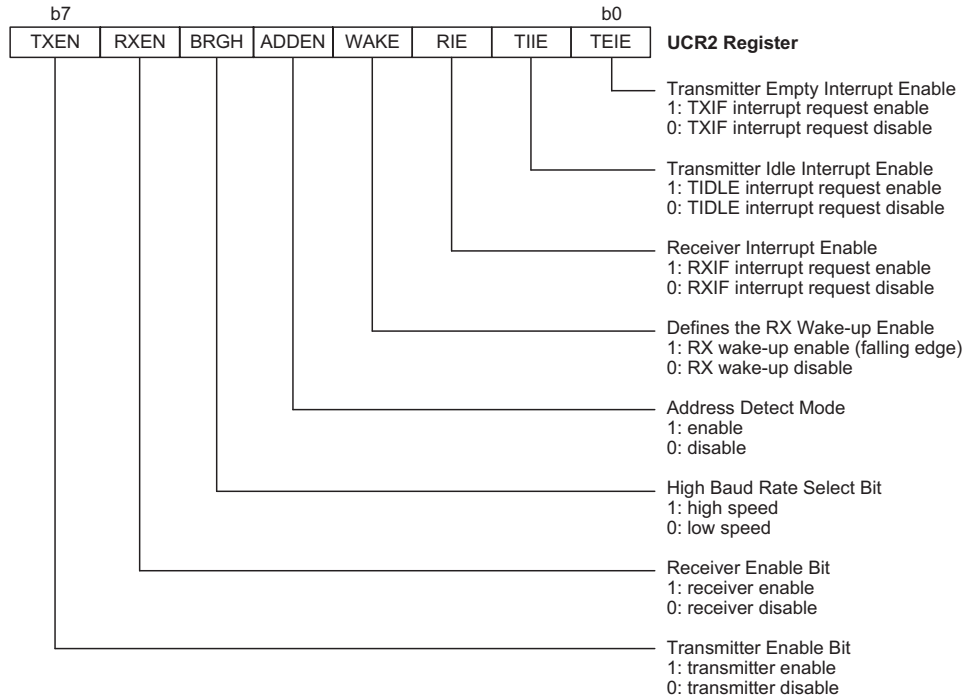 b7 b0
TXEN RXEN BRGH ADDEN WAKE RIE TIIE TEIE UCR2 Register
Transmitter Empty Interrupt Enable
1: TXIF interrupt request enable
0: TXIF interrupt request disable
Transmitter Idle Interrupt Enable
1: TIDLE interrupt request enable
0: TIDLE interrupt request disable
Receiver Interrupt Enable
1: RXIF interrupt request enable
0: RXIF interrupt request disable
Defines the RX Wake-up Enable
1: RX wake-up enable (falling edge)
0: RX wake-up disable
Address Detect Mode
1: enable
0: disable
High Baud Rate Select Bit
1: high speed
0: low speed
Receiver Enable Bit
1: receiver enable
0: receiver disable
Transmitter Enable Bit
1: transmitter enable
0: transmitter disable